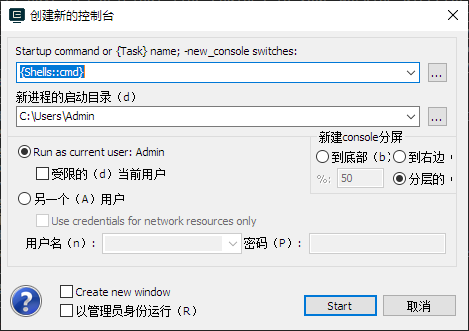 创建新的控制台
Startup command or {Task} name; -new_console switches:
{Shells::cmd}
...
新进程的启动目录（d）
C:\Users\Admin
...
Run as current user: Admin
受限的（d）当前用户
另一个（A）用户
Use credentials for network resources only
用户名（n）：
密码（P）：
新建console分屏
到底部（b）
到右边（
%:
50
分层的（
?
Create new window
以管理员身份运行（R）
Start
取消